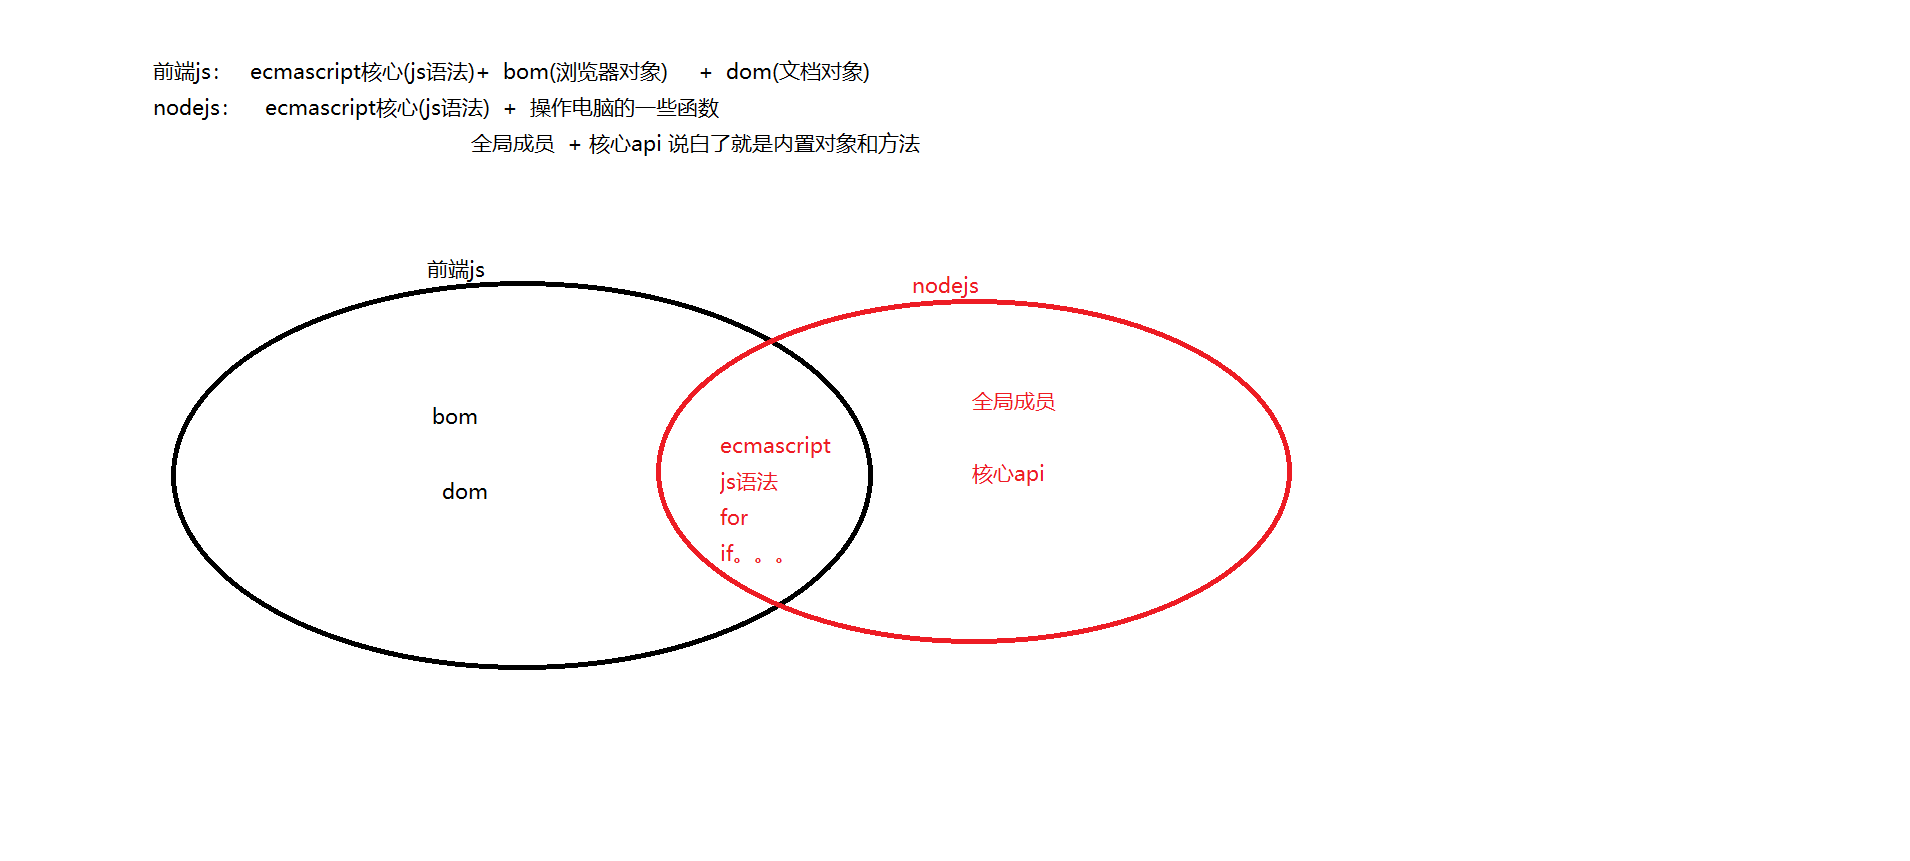 前端js： ecmascript核心(js语法)+ bom(浏览器对象) + dom(文档对象)
nodejs： ecmascript核心(js语法) + 操作电脑的一些函数
全局成员 + 核心api 说白了就是内置对象和方法
前端js
nodejs
bom
dom
ecmascript
js语法
for
if。。。
全局成员
核心api